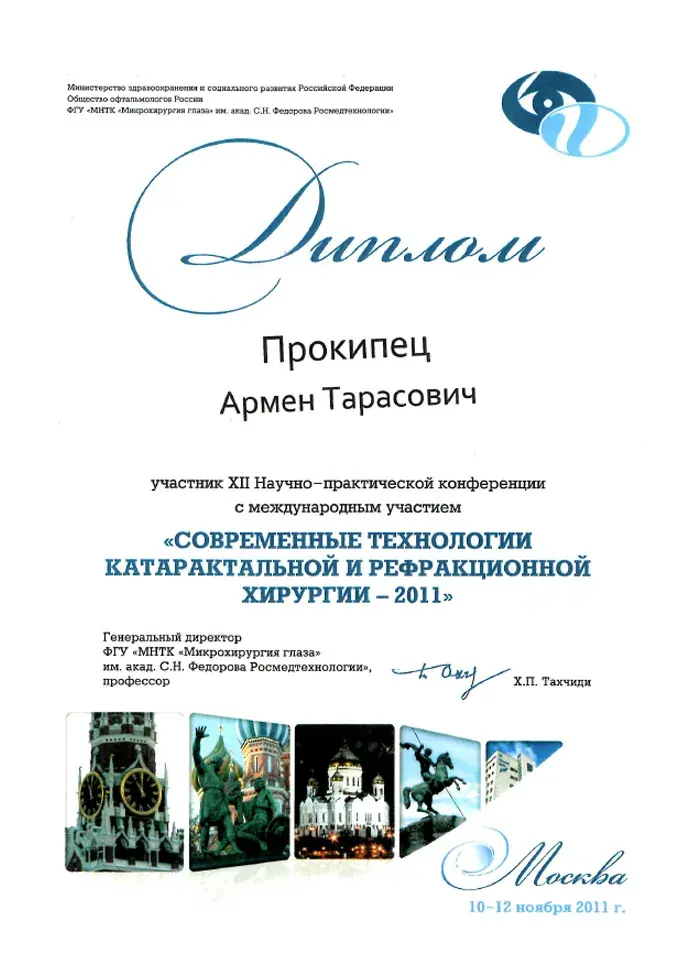 Министерство здравоохранения и социального развития Российской Федерации
Общество офтальмологов России
ФГУ «МНТК «Микрохирургия глаза» им. акад. С.Н. Федорова Росмедтехнологии»
Диплом
Прокипец
Армен Тарасович
участник XII Научно-практической конференции
с международным участием
«СОВРЕМЕННЫЕ ТЕХНОЛОГИИ
КАТАРАКТАЛЬНОЙ И РЕФРАКЦИОННОЙ
ХИРУРГИИ – 2011»
Генеральный директор
ФГУ «МНТК «Микрохирургия глаза»
им. акад. С.Н. Федорова Росмедтехнологии»,
профессор
Х.П. Тахчиди
Москва
10-12 ноября 2011 г.